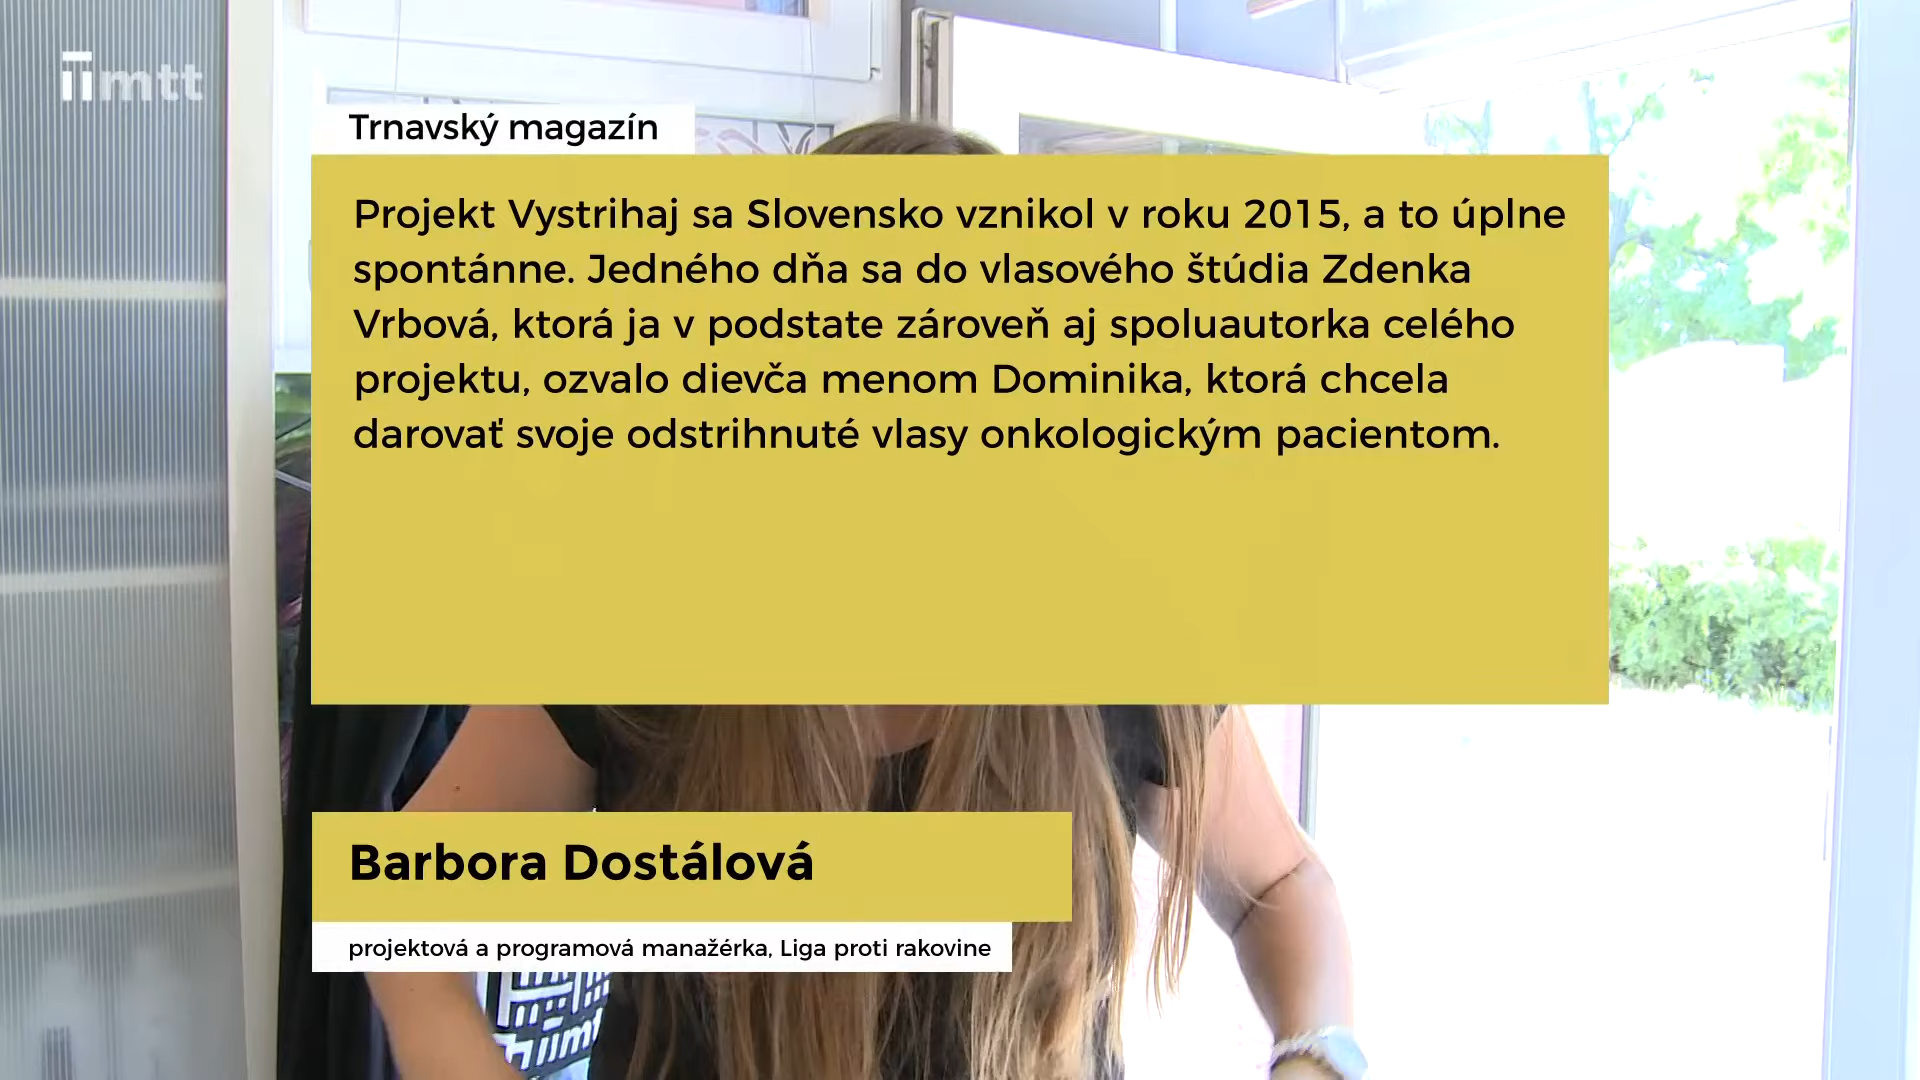 mtt
Trnavský magazín
Projekt Vystrihaj sa Slovensko vznikol v roku 2015, a to úplne
spontánne. Jedného dňa sa do vlasového štúdia Zdenka
Vrbová, ktorá ja v podstate zároveň aj spoluautorka celého
projektu, ozvalo dievča menom Dominika, ktorá chcela
darovať svoje odstrihnuté vlasy onkologickým pacientom.
Barbora Dostálová
projektová a programová manažérka, Liga proti rakovine
mt